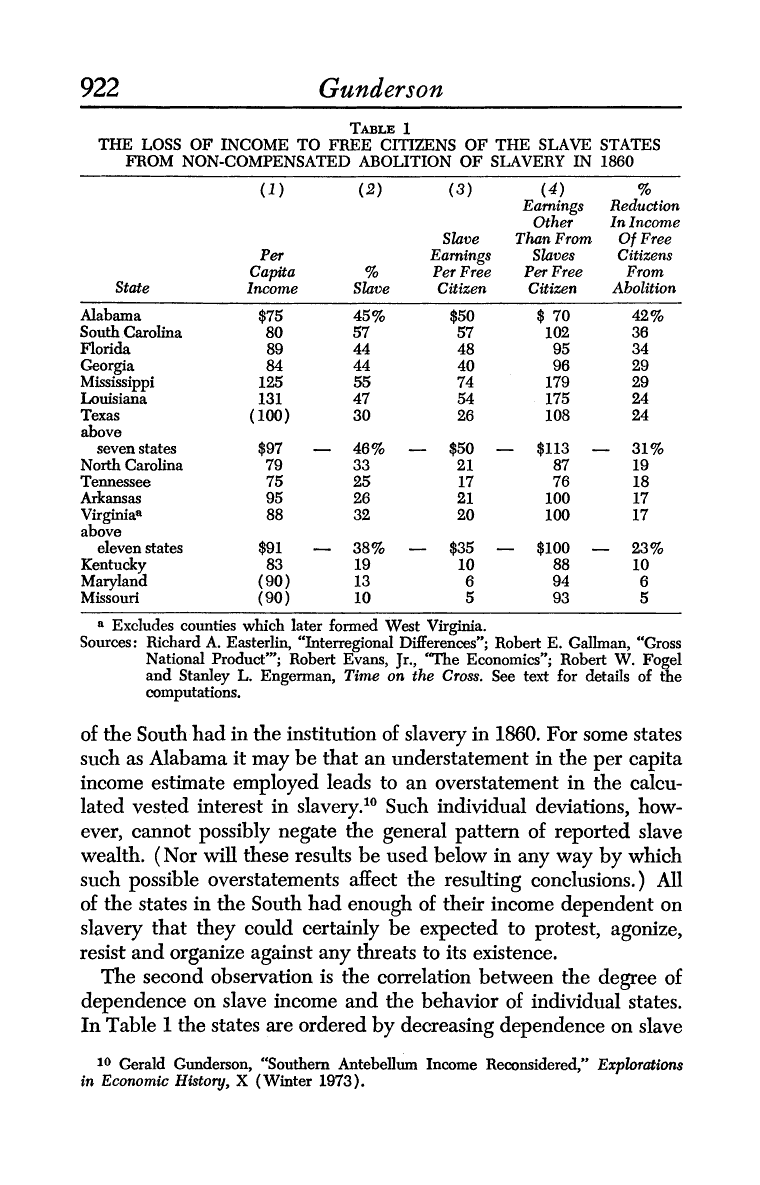 922 Gunderson
TABLE 1
THE LOSS OF INCOME TO FREE CITIZENS OF THE SLAVE STATES
FROM NON-COMPENSATED ABOLITION OF SLAVERY IN 1860
(1) (2) (3) (4) %
Earnings Reduction
Other In Income
Slave Than From Of Free
Per Earnings Slaves Citizens
Capita % Per Free Per Free From
State Income Slave Citizen Citizen Abolition
Alabama $75 45% $50 $ 70 42%
South Carolina 80 57 57 102 36
Florida 89 44 48 95 34
Georgia 84 44 40 96 29
Mississippi 125 55 74 179 29
Louisiana 131 47 54 175 24
Texas (100) 30 26 108 24
above
seven states $97 — 46% — $50 — $113 — 31%
North Carolina 79 33 21 87 19
Tennessee 75 25 17 76 18
Arkansas 95 26 21 100 17
Virginiaᵃ 88 32 20 100 17
above
eleven states $91 — 38% — $35 — $100 — 23%
Kentucky 83 19 10 88 10
Maryland (90) 13 6 94 6
Missouri (90) 10 5 93 5
ᵃ Excludes counties which later formed West Virginia.
Sources: Richard A. Easterlin, "Interregional Differences"; Robert E. Gallman, "Gross
National Product'"; Robert Evans, Jr., "The Economics"; Robert W. Fogel
and Stanley L. Engerman, Time on the Cross. See text for details of the
computations.
of the South had in the institution of slavery in 1860. For some states
such as Alabama it may be that an understatement in the per capita
income estimate employed leads to an overstatement in the calcu-
lated vested interest in slavery.¹⁰ Such individual deviations, how-
ever, cannot possibly negate the general pattern of reported slave
wealth. (Nor will these results be used below in any way by which
such possible overstatements affect the resulting conclusions.) All
of the states in the South had enough of their income dependent on
slavery that they could certainly be expected to protest, agonize,
resist and organize against any threats to its existence.
The second observation is the correlation between the degree of
dependence on slave income and the behavior of individual states.
In Table 1 the states are ordered by decreasing dependence on slave
¹⁰ Gerald Gunderson, "Southern Antebellum Income Reconsidered," Explorations
in Economic History, X (Winter 1973).